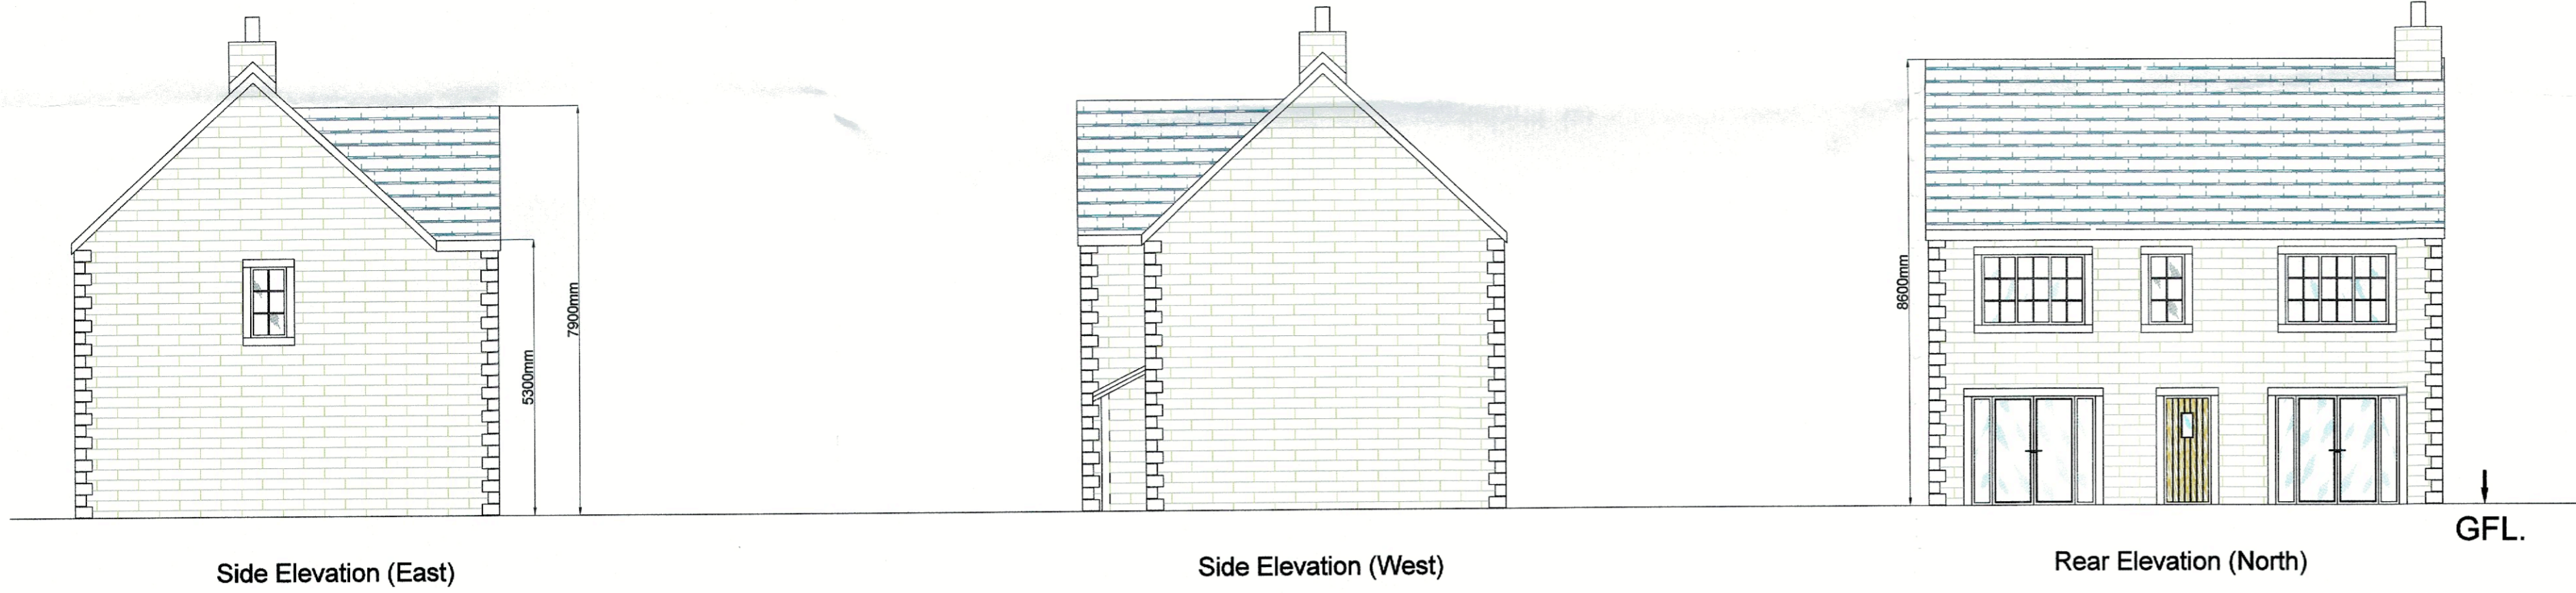 7900mm
5300mm
8600mm
GFL.
Side Elevation (East)
Side Elevation (West)
Rear Elevation (North)